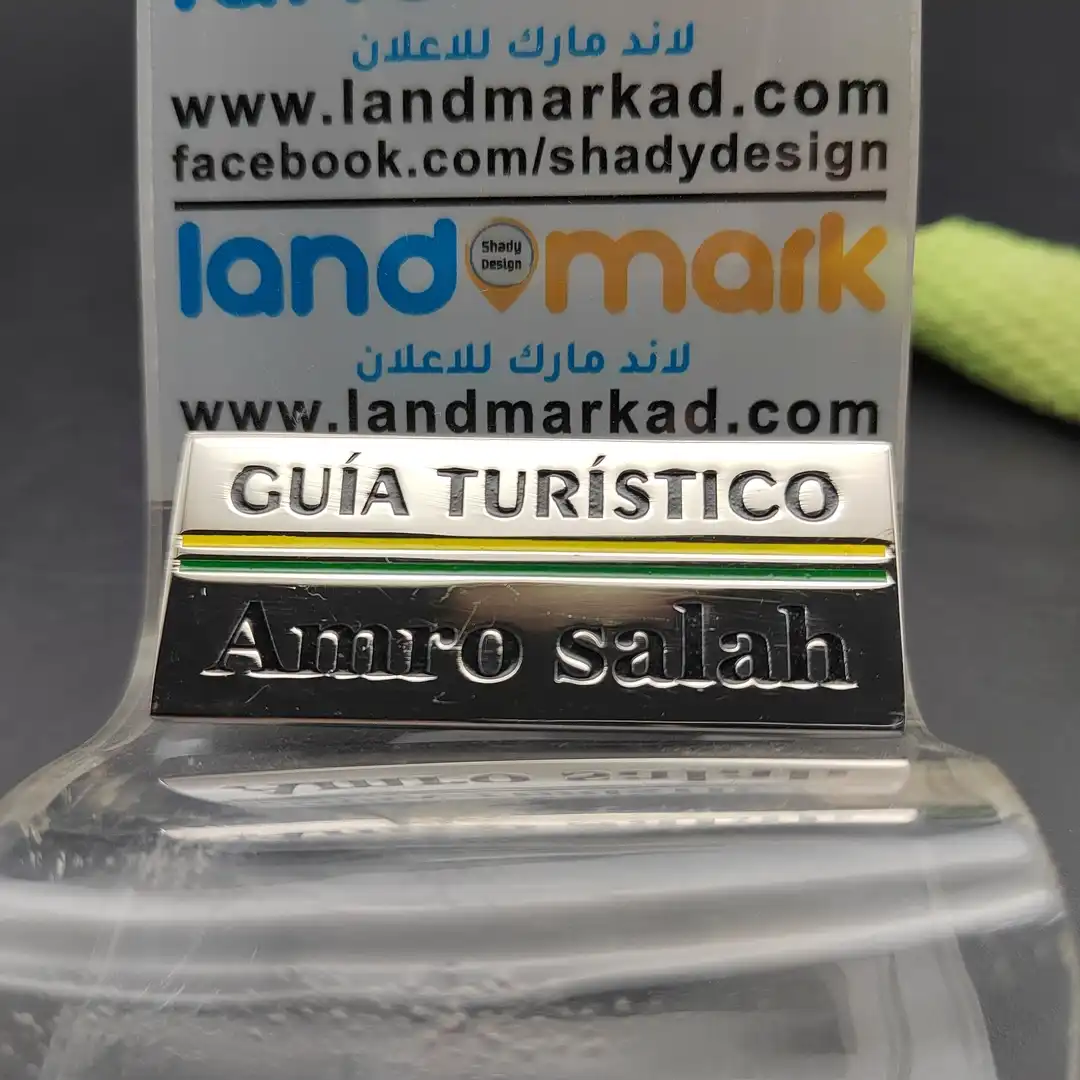 لاند مارك للاعلان
www.landmarkad.com
facebook.com/shadydesign
land mark
Shady
Design
لاند مارك للاعلان
www.landmarkad.com
GUÍA TURÍSTICO
Amro salah